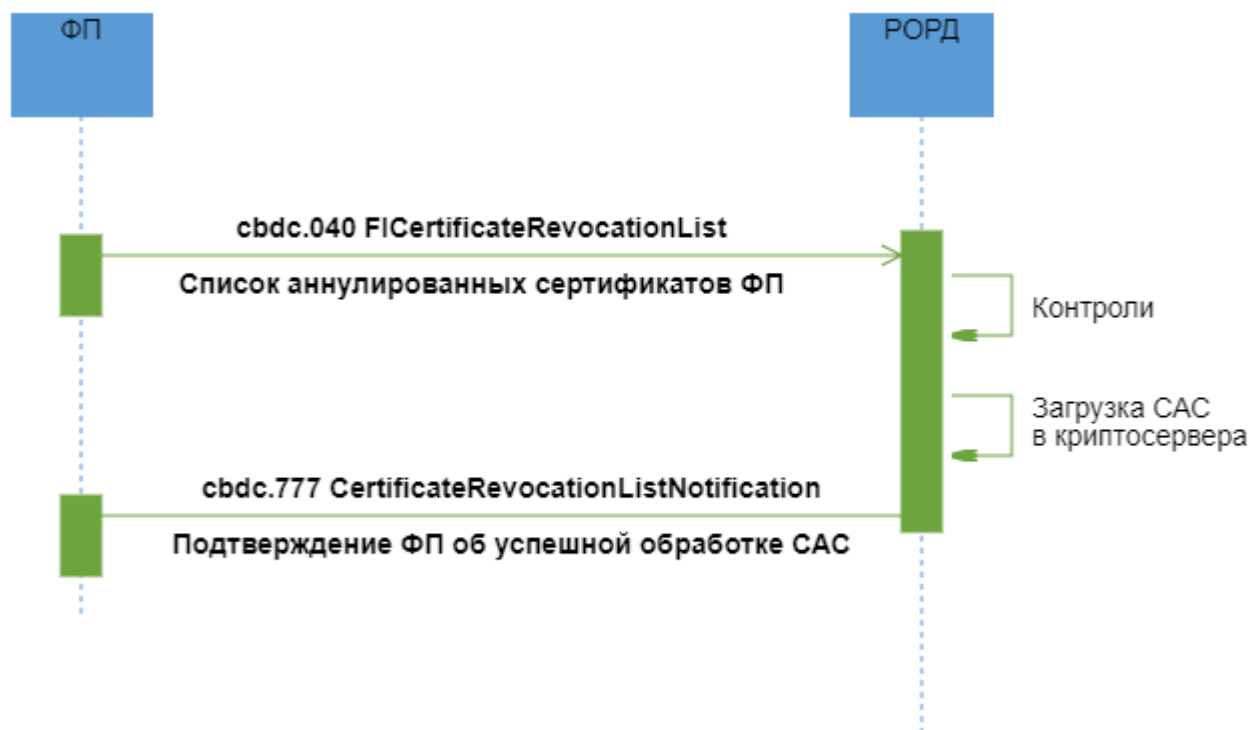 ФП
РОРД
cbdc.040 FICertificateRevocationList
Список аннулированных сертификатов ФП
Контроли
Загрузка САС
в криптосервера
cbdc.777 CertificateRevocationListNotification
Подтверждение ФП об успешной обработке САС